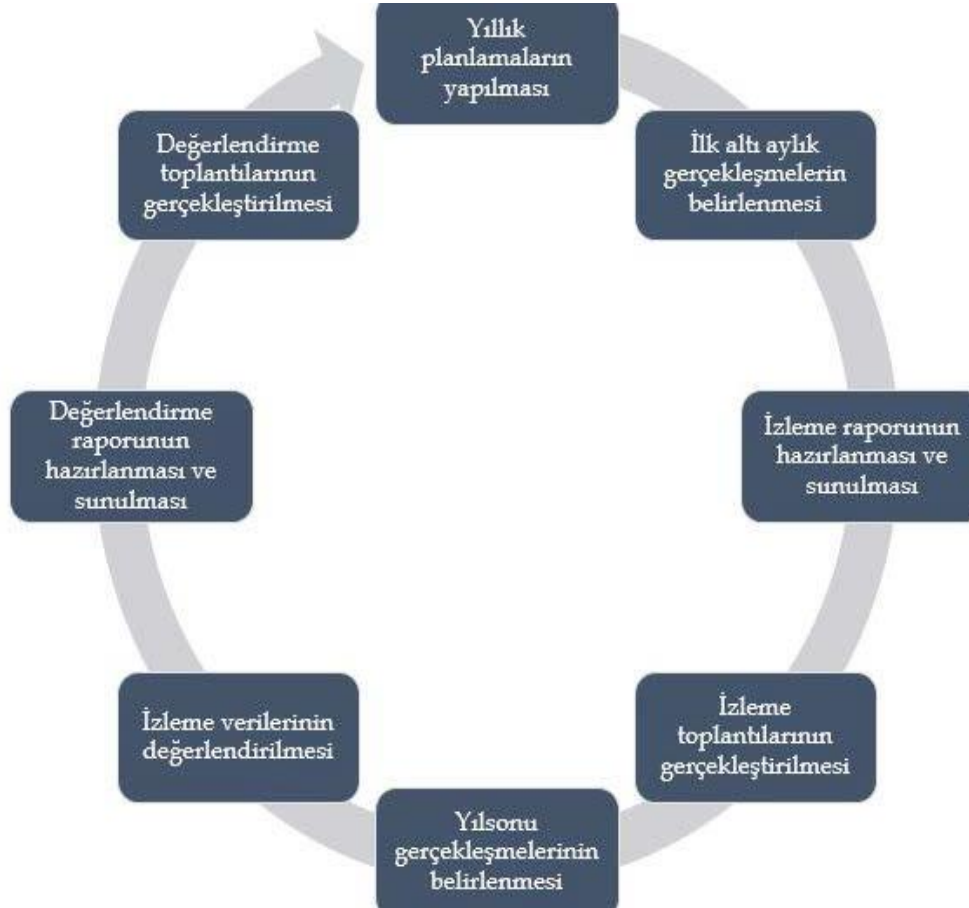 Yıllık
planlamaların
yapılması
İlk altı aylık
gerçekleşmelerin
belirlenmesi
İzleme raporunun
hazırlanması ve
sunulması
İzleme
toplantılarının
gerçekleştirilmesi
Yılsonu
gerçekleşmelerinin
belirlenmesi
İzleme verilerinin
değerlendirilmesi
Değerlendirme
raporunun
hazırlanması ve
sunulması
Değerlendirme
toplantılarının
gerçekleştirilmesi